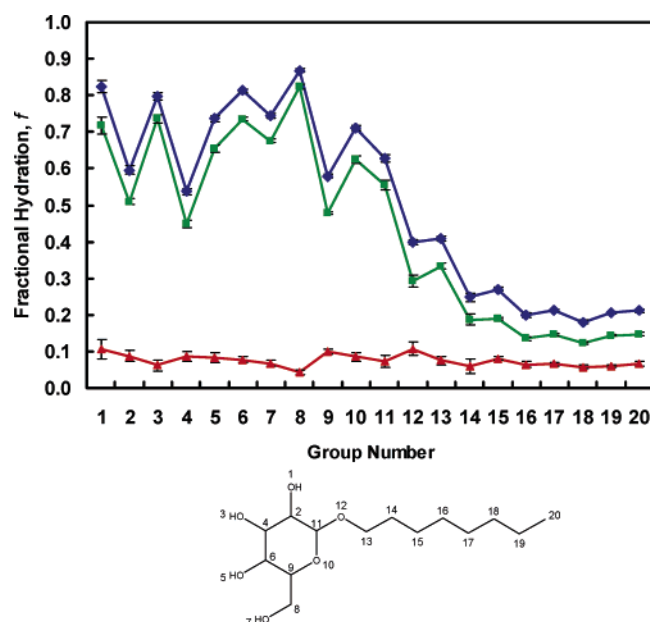 Fractional Hydration, f
1.0
0.9
0.8
0.7
0.6
0.5
0.4
0.3
0.2
0.1
0.0
1 2 3 4 5 6 7 8 9 10 11 12 13 14 15 16 17 18 19 20
Group Number
1
OH
3 HO 4 2 12 O 14 16 18 20
11 13 15 17 19
6 O 10
5 HO 9
8
7 HO